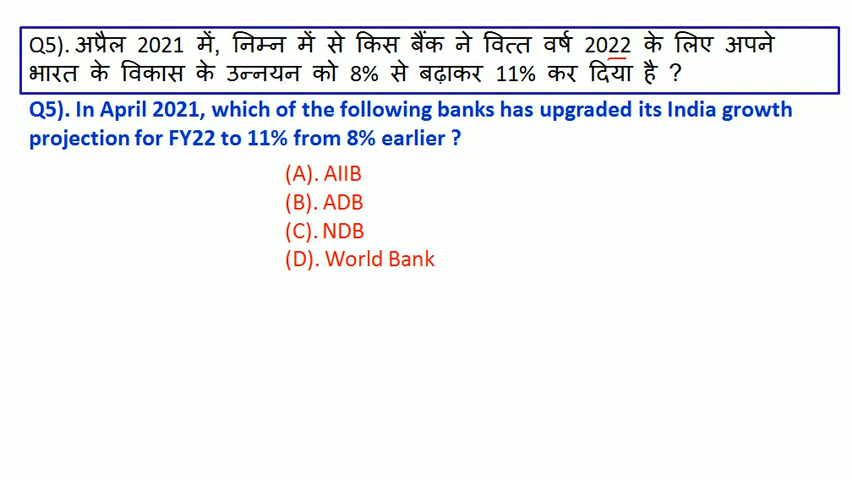 Q5). अप्रैल 2021 में, निम्न में से किस बैंक ने वित्त वर्ष 2022 के लिए अपने
भारत के विकास के उन्नयन को 8% से बढ़ाकर 11% कर दिया है ?
Q5). In April 2021, which of the following banks has upgraded its India growth
projection for FY22 to 11% from 8% earlier ?
(A). AIIB
(B). ADB
(C). NDB
(D). World Bank